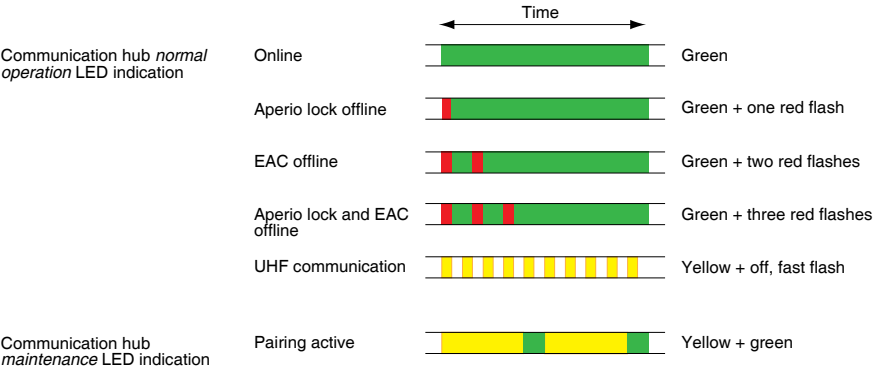 Time
Communication hub normal
operation LED indication
Online
Green
Aperio lock offline
Green + one red flash
EAC offline
Green + two red flashes
Aperio lock and EAC
offline
Green + three red flashes
UHF communication
Yellow + off, fast flash
Communication hub
maintenance LED indication
Pairing active
Yellow + green